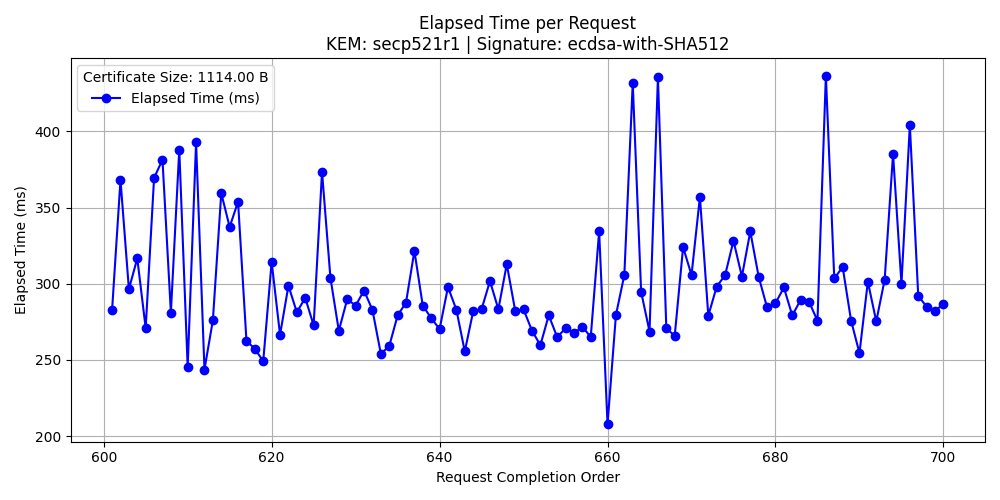 Elapsed Time per Request
KEM: secp521r1 | Signature: ecdsa-with-SHA512
Certificate Size: 1114.00 B
Elapsed Time (ms)
Elapsed Time (ms)
400
350
300
250
200
600 620 640 660 680 700
Request Completion Order